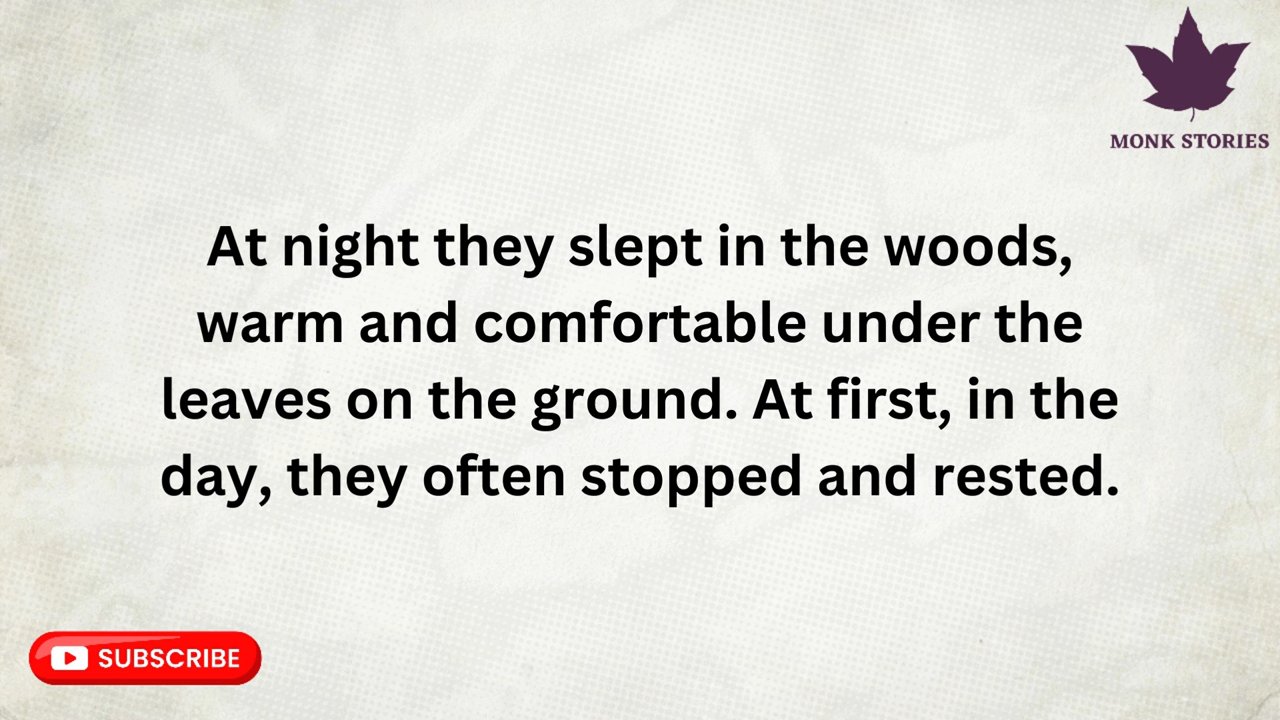 MONK STORIES
At night they slept in the woods,
warm and comfortable under the
leaves on the ground. At first, in the
day, they often stopped and rested.
SUBSCRIBE